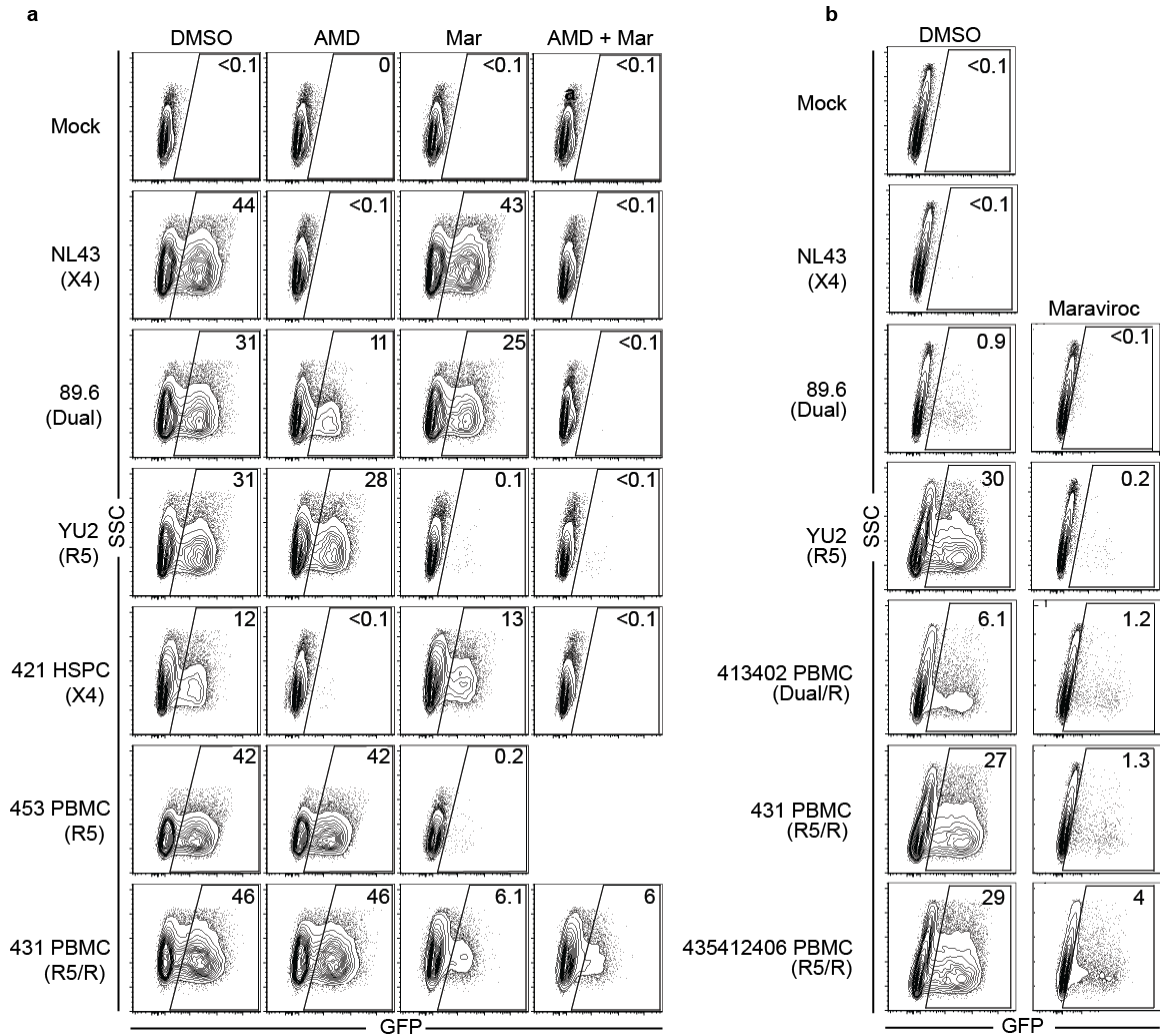 a
b
DMSO
AMD
Mar
AMD + Mar
DMSO
Mock
<0.1
0
<0.1
<0.1
a
Mock
<0.1
NL43
(X4)
44
<0.1
43
<0.1
NL43
(X4)
<0.1
Maraviroc
89.6
(Dual)
31
11
25
<0.1
89.6
(Dual)
0.9
<0.1
YU2
(R5)
31
28
0.1
<0.1
YU2
(R5)
30
0.2
SSC
SSC
421 HSPC
(X4)
12
<0.1
13
<0.1
413402 PBMC
(Dual/R)
6.1
1.2
453 PBMC
(R5)
42
42
0.2
431 PBMC
(R5/R)
27
1.3
431 PBMC
(R5/R)
46
46
6.1
6
435412406 PBMC
(R5/R)
29
4
GFP
GFP